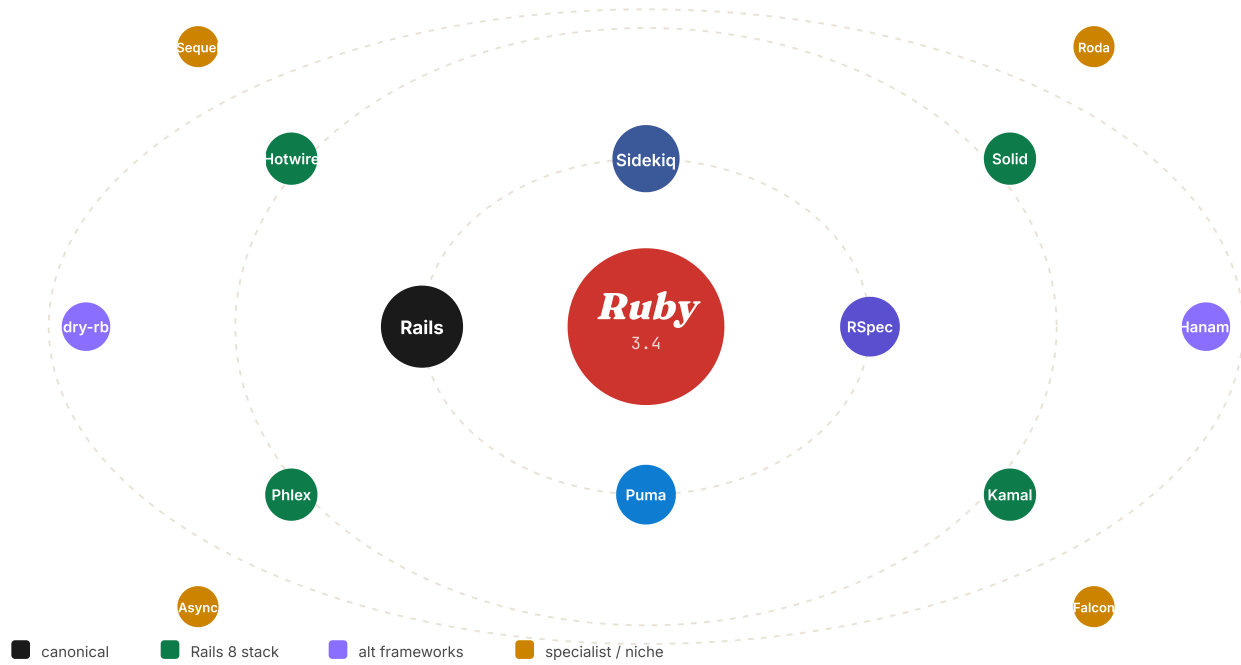 Sequel
Roda
Hotwire
Sidekiq
Solid
Ruby
3.4
dry-rb
Rails
RSpec
Hanam
Phlex
Puma
Kamal
Async
Falcon
canonical
Rails 8 stack
alt frameworks
specialist / niche